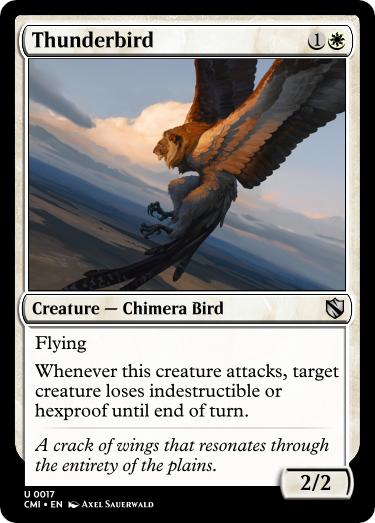 Thunderbird 1
Creature — Chimera Bird
Flying
Whenever this creature attacks, target
creature loses indestructible or
hexproof until end of turn.
A crack of wings that resonates through
the entirety of the plains.
2/2
U 0017
CMI • EN Axel Sauerwald